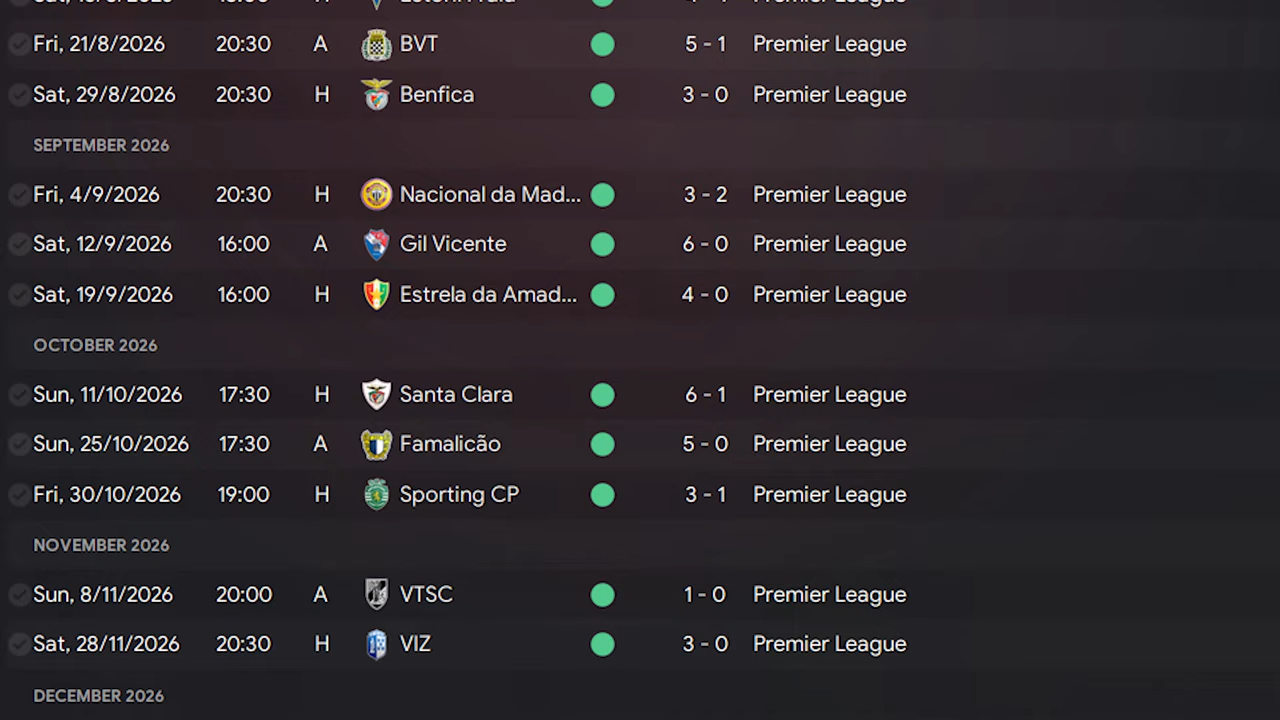 Fri, 21/8/2026 20:30 A BVT 5 - 1 Premier League
Sat, 29/8/2026 20:30 H Benfica 3 - 0 Premier League
SEPTEMBER 2026
Fri, 4/9/2026 20:30 H Nacional da Mad... 3 - 2 Premier League
Sat, 12/9/2026 16:00 A Gil Vicente 6 - 0 Premier League
Sat, 19/9/2026 16:00 H Estrela da Amad... 4 - 0 Premier League
OCTOBER 2026
Sun, 11/10/2026 17:30 H Santa Clara 6 - 1 Premier League
Sun, 25/10/2026 17:30 A Famalicão 5 - 0 Premier League
Fri, 30/10/2026 19:00 H Sporting CP 3 - 1 Premier League
NOVEMBER 2026
Sun, 8/11/2026 20:00 A VTSC 1 - 0 Premier League
Sat, 28/11/2026 20:30 H VIZ 3 - 0 Premier League
DECEMBER 2026